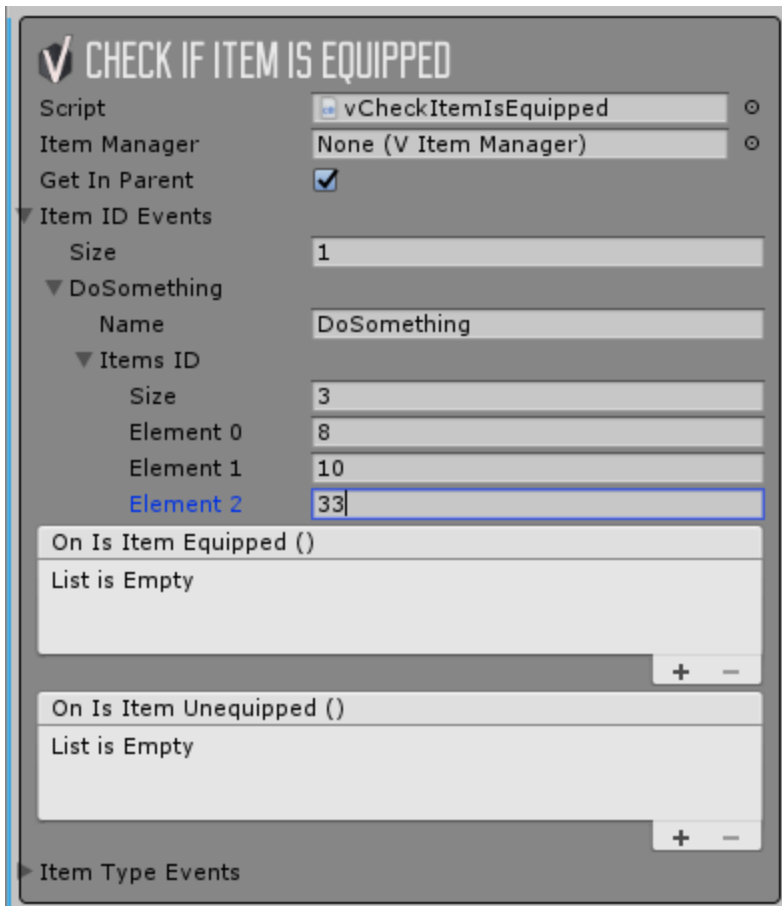 CHECK IF ITEM IS EQUIPPED
Script vCheckItemIsEquipped
Item Manager None (V Item Manager)
Get In Parent
Item ID Events
Size 1
DoSomething
Name DoSomething
Items ID
Size 3
Element 0 8
Element 1 10
Element 2 33
On Is Item Equipped ()
List is Empty
+ −
On Is Item Unequipped ()
List is Empty
+ −
Item Type Events